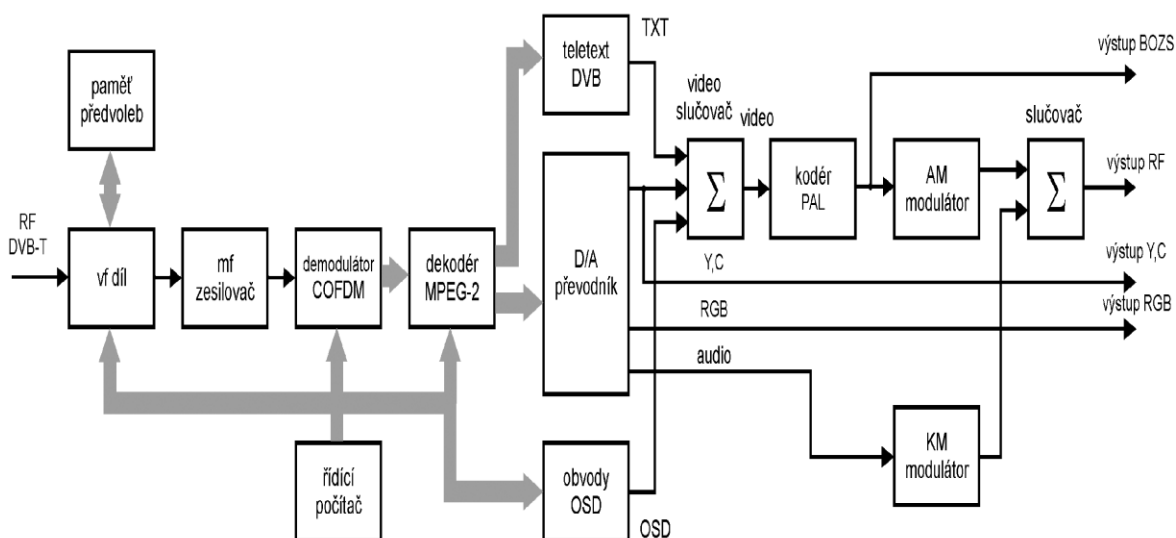 TXT
teletext
DVB
výstup BOZS
paměť
předvoleb
video
slučovač
video
slučovač
Σ
kodér
PAL
AM
modulátor
Σ
výstup RF
RF
DVB-T
vf díl
mf
zesilovač
demodulátor
COFDM
dekodér
MPEG-2
D/A
převodník
Y,C
výstup Y,C
RGB
výstup RGB
audio
KM
modulátor
řídící
počítač
obvody
OSD
OSD